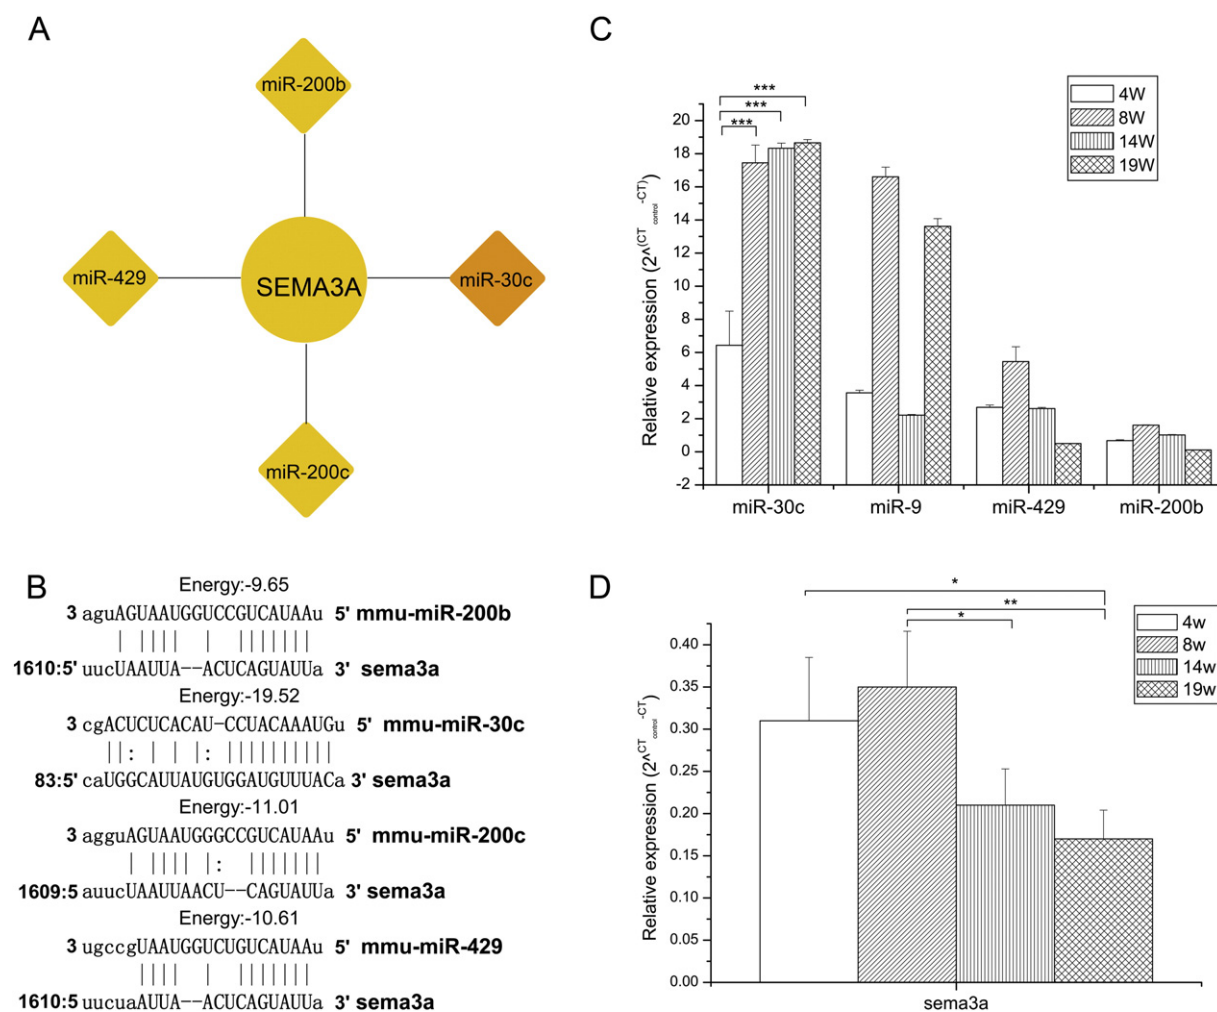 A
miR-200b
miR-429
SEMA3A
miR-30c
miR-200c
B
Energy:-9.65
3 aguAGUAAUGGUCCGUCAUAAu 5' mmu-miR-200b
1610:5' uucUAAUUA--ACUCAGUAUUa 3' sema3a
Energy:-19.52
3 cgACUCUCACAU-CCUACAAAUGu 5' mmu-miR-30c
83:5' caUGGCAUUAUGUGGAUGUUUACa 3' sema3a
Energy:-11.01
3 agguAGUAAUGGGCCGUCAUAAu 5' mmu-miR-200c
1609:5 auucUAAUUAACU--CAGUAUUa 3' sema3a
Energy:-10.61
3 ugccgUAAUGGUCUGUCAUAAu 5' mmu-miR-429
1610:5 uucuaAUUA--ACUCAGUAUUa 3' sema3a
C
4W
8W
14W
19W
***
***
***
Relative expression (2^(CT control -CT))
20
18
16
14
12
10
8
6
4
2
0
-2
miR-30c miR-9 miR-429 miR-200b
D
4w
8w
14w
19w
*
**
*
Relative expression (2^CT control -CT)
0.40
0.35
0.30
0.25
0.20
0.15
0.10
0.05
0.00
sema3a